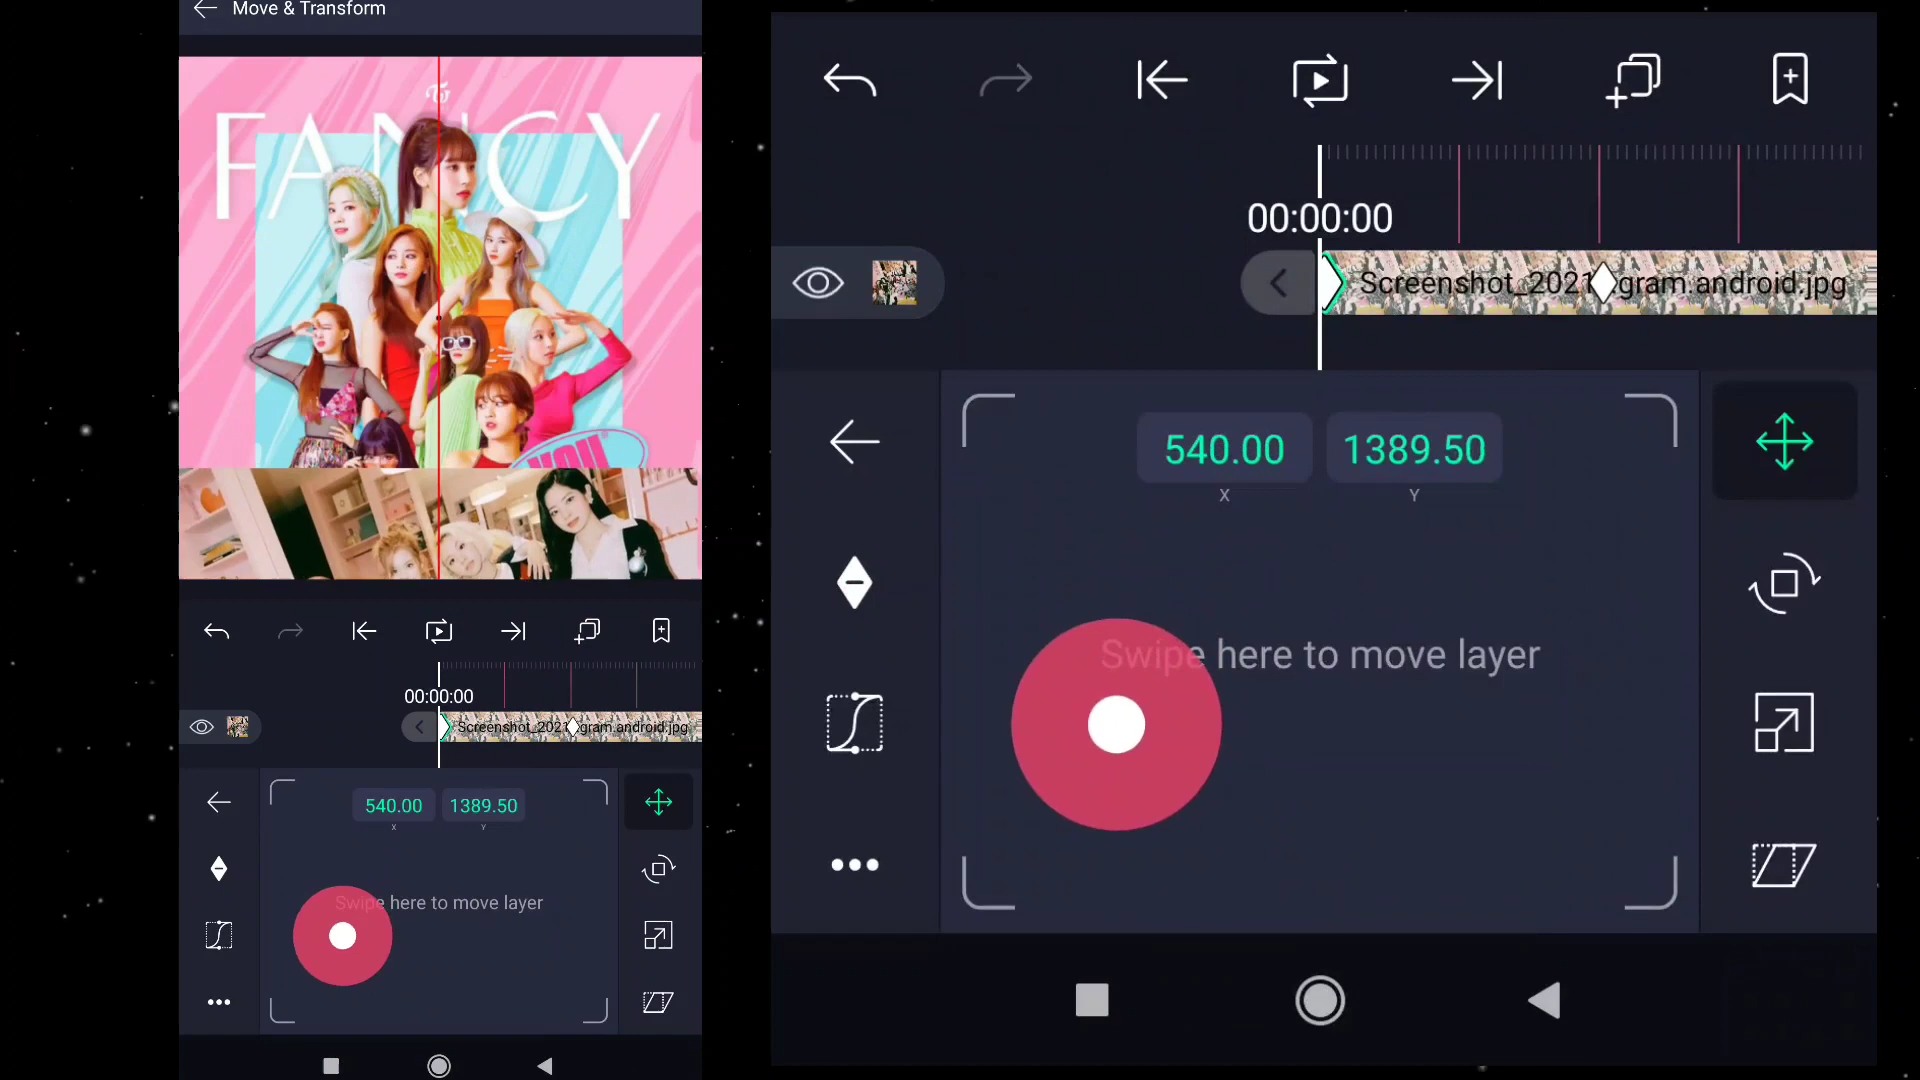 Move & Transform
FANCY
YOU
00:00:00
Screenshot_2021
gram.android.jpg
540.00
1389.50
X
Y
Swipe here to move layer
00:00:00
Screenshot_2021
gram.android.jpg
540.00
1389.50
X
Y
Swipe here to move layer